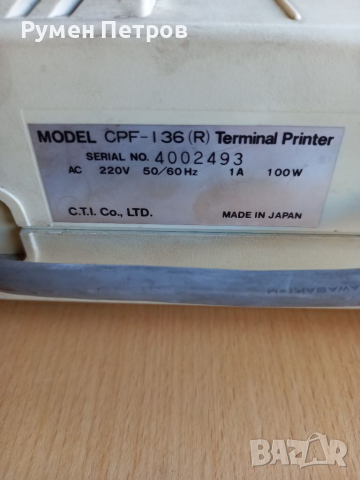 Румен Петров
MODEL CPF-136 (R) Terminal Printer
SERIAL NO. 4002493
AC 220V 50/60Hz 1A 100W
C.T.I. Co., LTD. MADE IN JAPAN
BAZAR